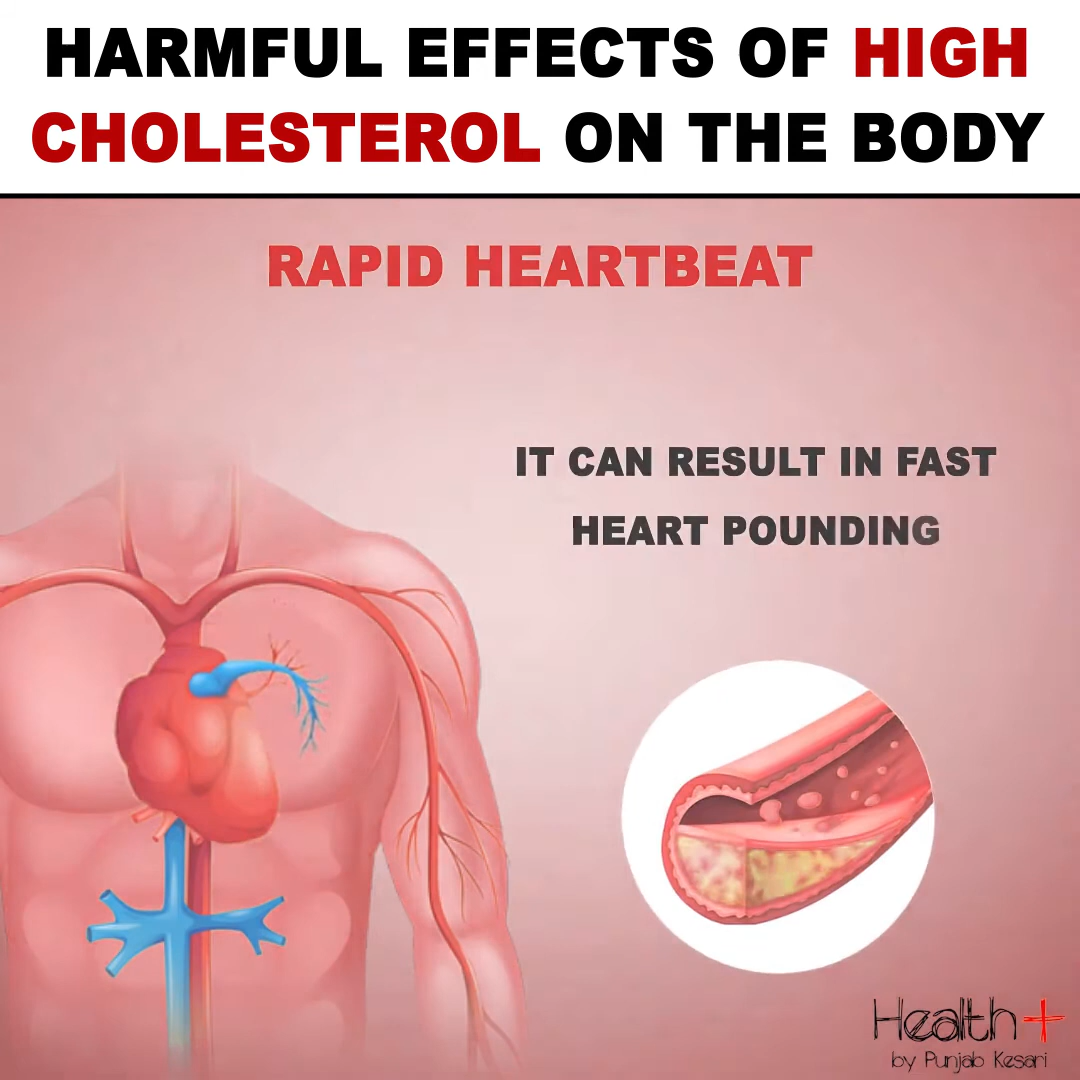 HARMFUL EFFECTS OF HIGH
CHOLESTEROL ON THE BODY
RAPID HEARTBEAT
IT CAN RESULT IN FAST
HEART POUNDING
Health+
by Punjab Kesari